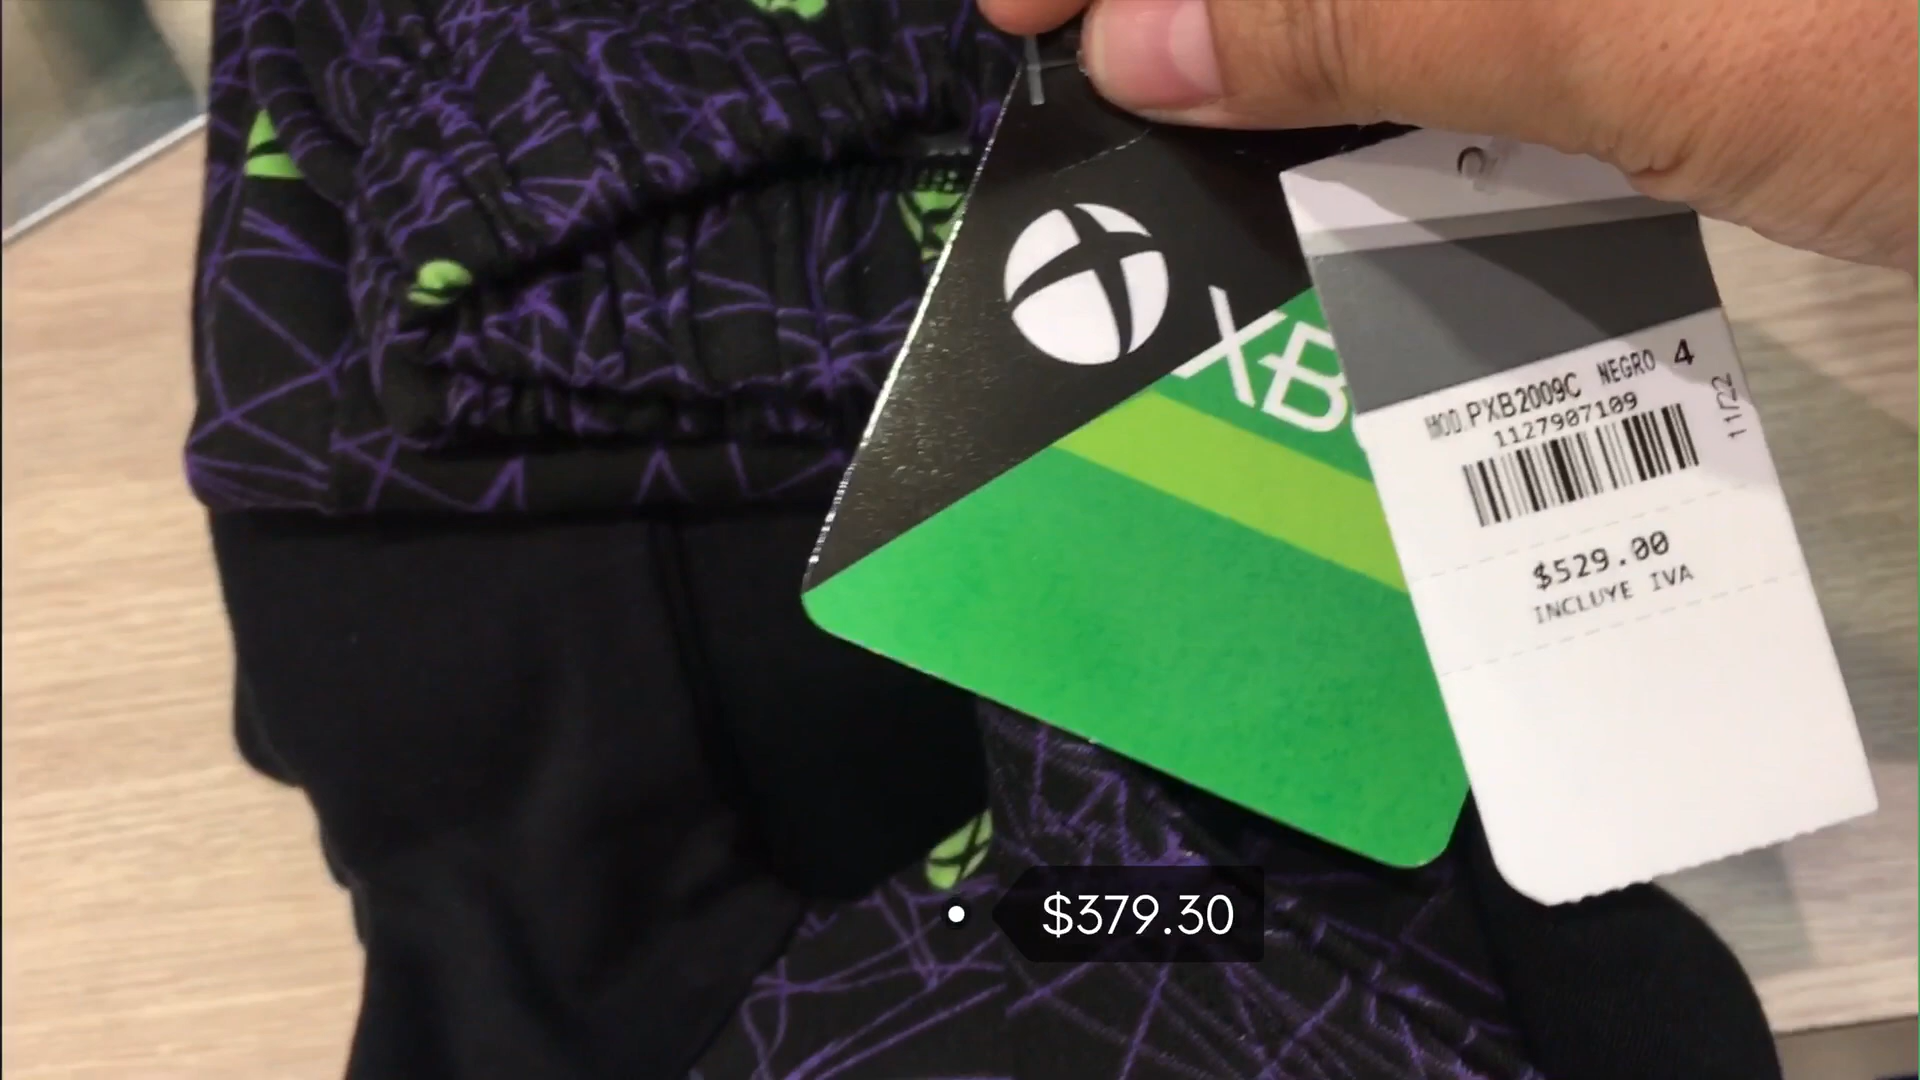 XB
MOD.PXB2009C NEGRO 4
1127907109
11/22
$529.00
INCLUYE IVA
$379.30